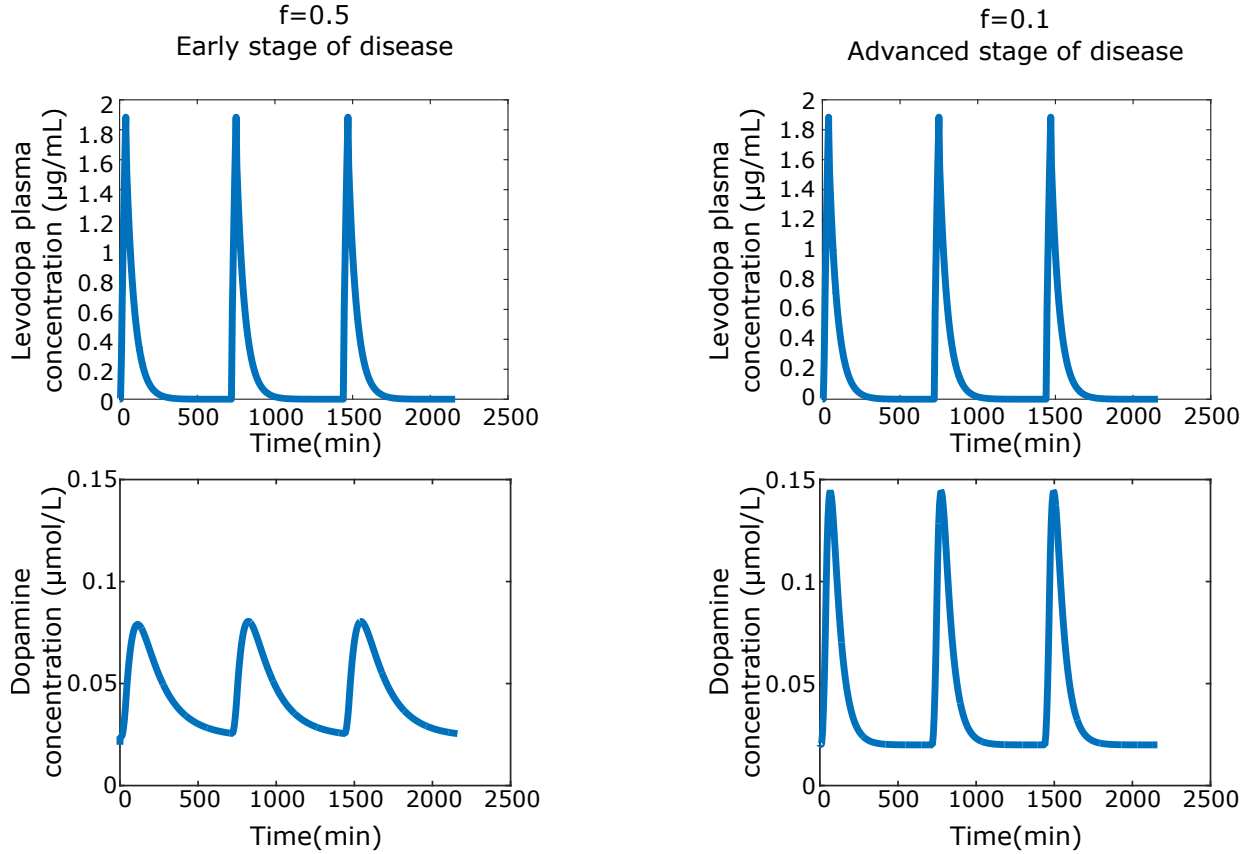 f=0.5
Early stage of disease
f=0.1
Advanced stage of disease
Levodopa plasma
concentration (µg/mL)
2
1.8
1.6
1.4
1.2
1
0.8
0.6
0.4
0.2
0
0 500 1000 1500 2000 2500
Time(min)
Levodopa plasma
concentration (µg/mL)
2
1.8
1.6
1.4
1.2
1
0.8
0.6
0.4
0.2
0
0 500 1000 1500 2000 2500
Time(min)
Dopamine
concentration (µmol/L)
0.15
0.1
0.05
0
0 500 1000 1500 2000 2500
Time(min)
Dopamine
concentration (µmol/L)
0.15
0.1
0.05
0
0 500 1000 1500 2000 2500
Time(min)